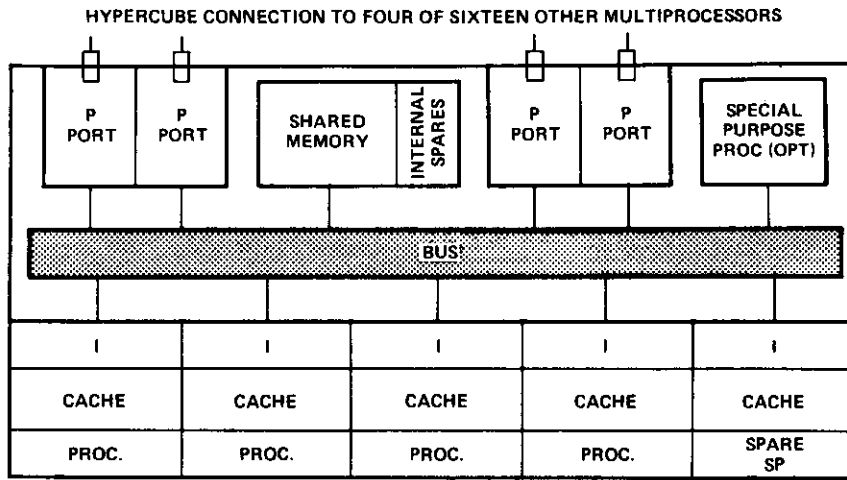 HYPERCUBE CONNECTION TO FOUR OF SIXTEEN OTHER MULTIPROCESSORS
P
PORT
P
PORT
SHARED
MEMORY
INTERNAL
SPARES
P
PORT
P
PORT
SPECIAL
PURPOSE
PROC (OPT)
BUS
I
I
I
I
I
CACHE
CACHE
CACHE
CACHE
CACHE
PROC.
PROC.
PROC.
PROC.
SPARE
SP